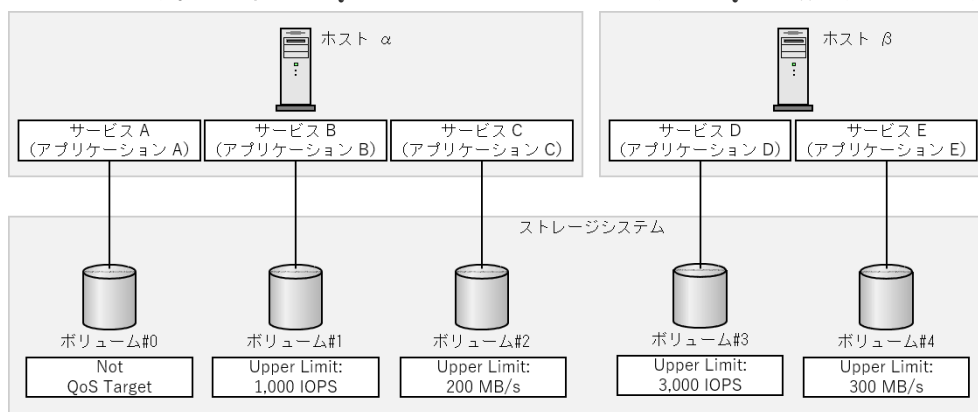 ホスト α
ホスト β
サービス A
(アプリケーション A)
サービス B
(アプリケーション B)
サービス C
(アプリケーション C)
サービス D
(アプリケーション D)
サービス E
(アプリケーション E)
ストレージシステム
ボリューム#0
ボリューム#1
ボリューム#2
ボリューム#3
ボリューム#4
Not
QoS Target
Upper Limit:
1,000 IOPS
Upper Limit:
200 MB/s
Upper Limit:
3,000 IOPS
Upper Limit:
300 MB/s